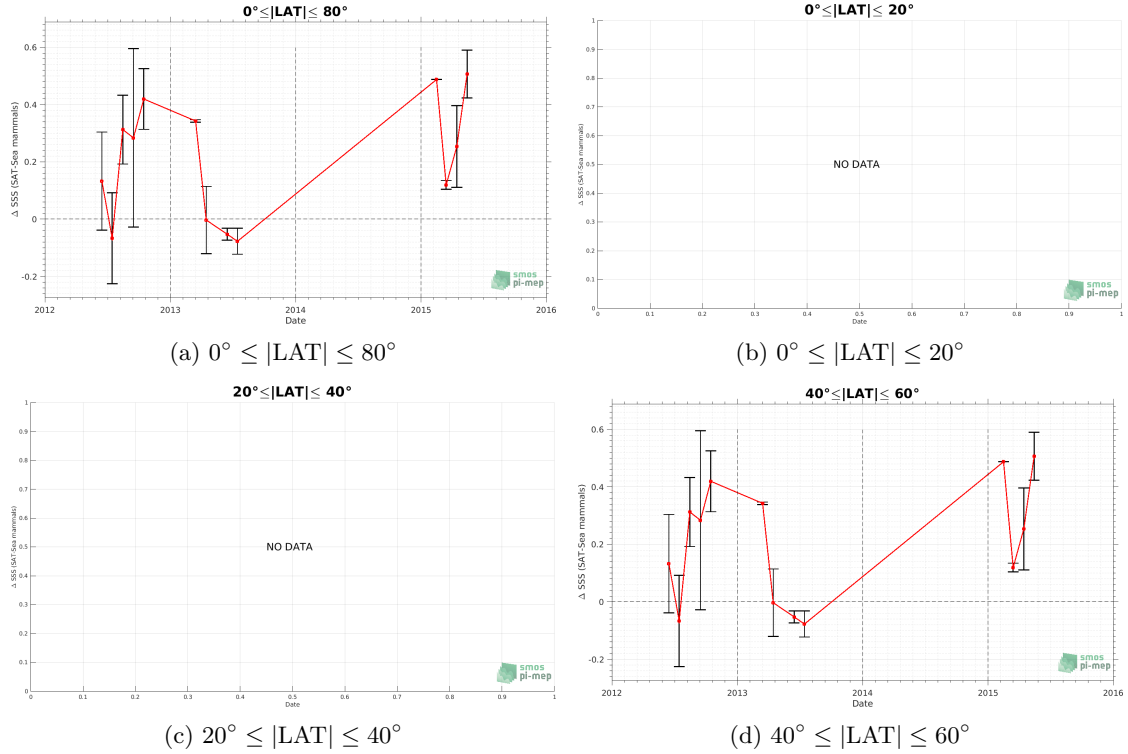 0°≤|LAT|≤ 80°
Δ SSS (SAT-Sea mammals)
0.6
0.4
0.2
0
-0.2
2012 2013 2014 2015 2016
Date
smos
pi-mep
(a) 0° ≤ |LAT| ≤ 80°
0°≤|LAT|≤ 20°
Δ SSS (SAT-Sea mammals)
1
0.9
0.8
0.7
0.6
0.5
0.4
0.3
0.2
0.1
0
NO DATA
0 0.1 0.2 0.3 0.4 0.5 0.6 0.7 0.8 0.9 1
Date
smos
pi-mep
(b) 0° ≤ |LAT| ≤ 20°
20°≤|LAT|≤ 40°
Δ SSS (SAT-Sea mammals)
1
0.9
0.8
0.7
0.6
0.5
0.4
0.3
0.2
0.1
0
NO DATA
0 0.1 0.2 0.3 0.4 0.5 0.6 0.7 0.8 0.9 1
Date
smos
pi-mep
(c) 20° ≤ |LAT| ≤ 40°
40°≤|LAT|≤ 60°
Δ SSS (SAT-Sea mammals)
0.6
0.4
0.2
0
-0.2
2012 2013 2014 2015 2016
Date
smos
pi-mep
(d) 40° ≤ |LAT| ≤ 60°